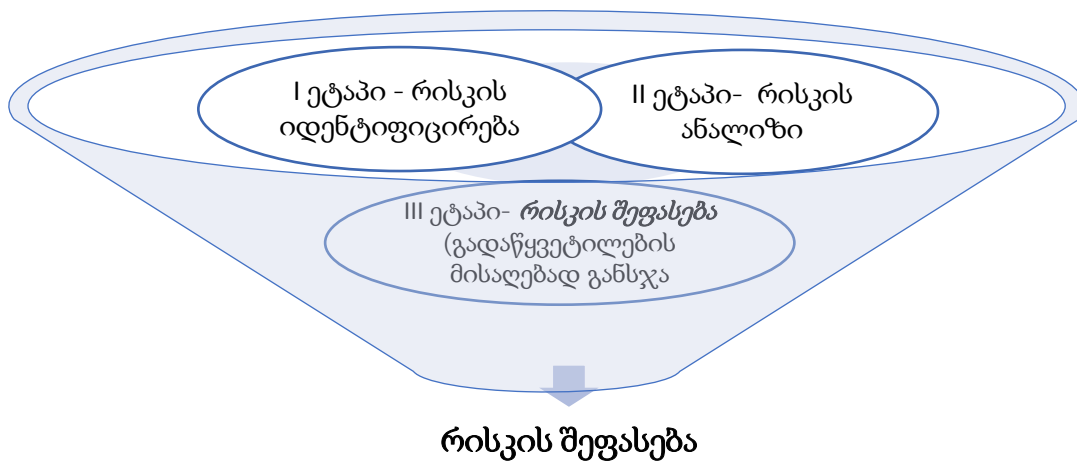 I ეტაპი - რისკის
იდენტიფიცირება
II ეტაპი- რისკის
ანალიზი
III ეტაპი- რისკის შეფასება
(გადაწყვეტილების
მისაღებად განსჯა
რისკის შეფასება